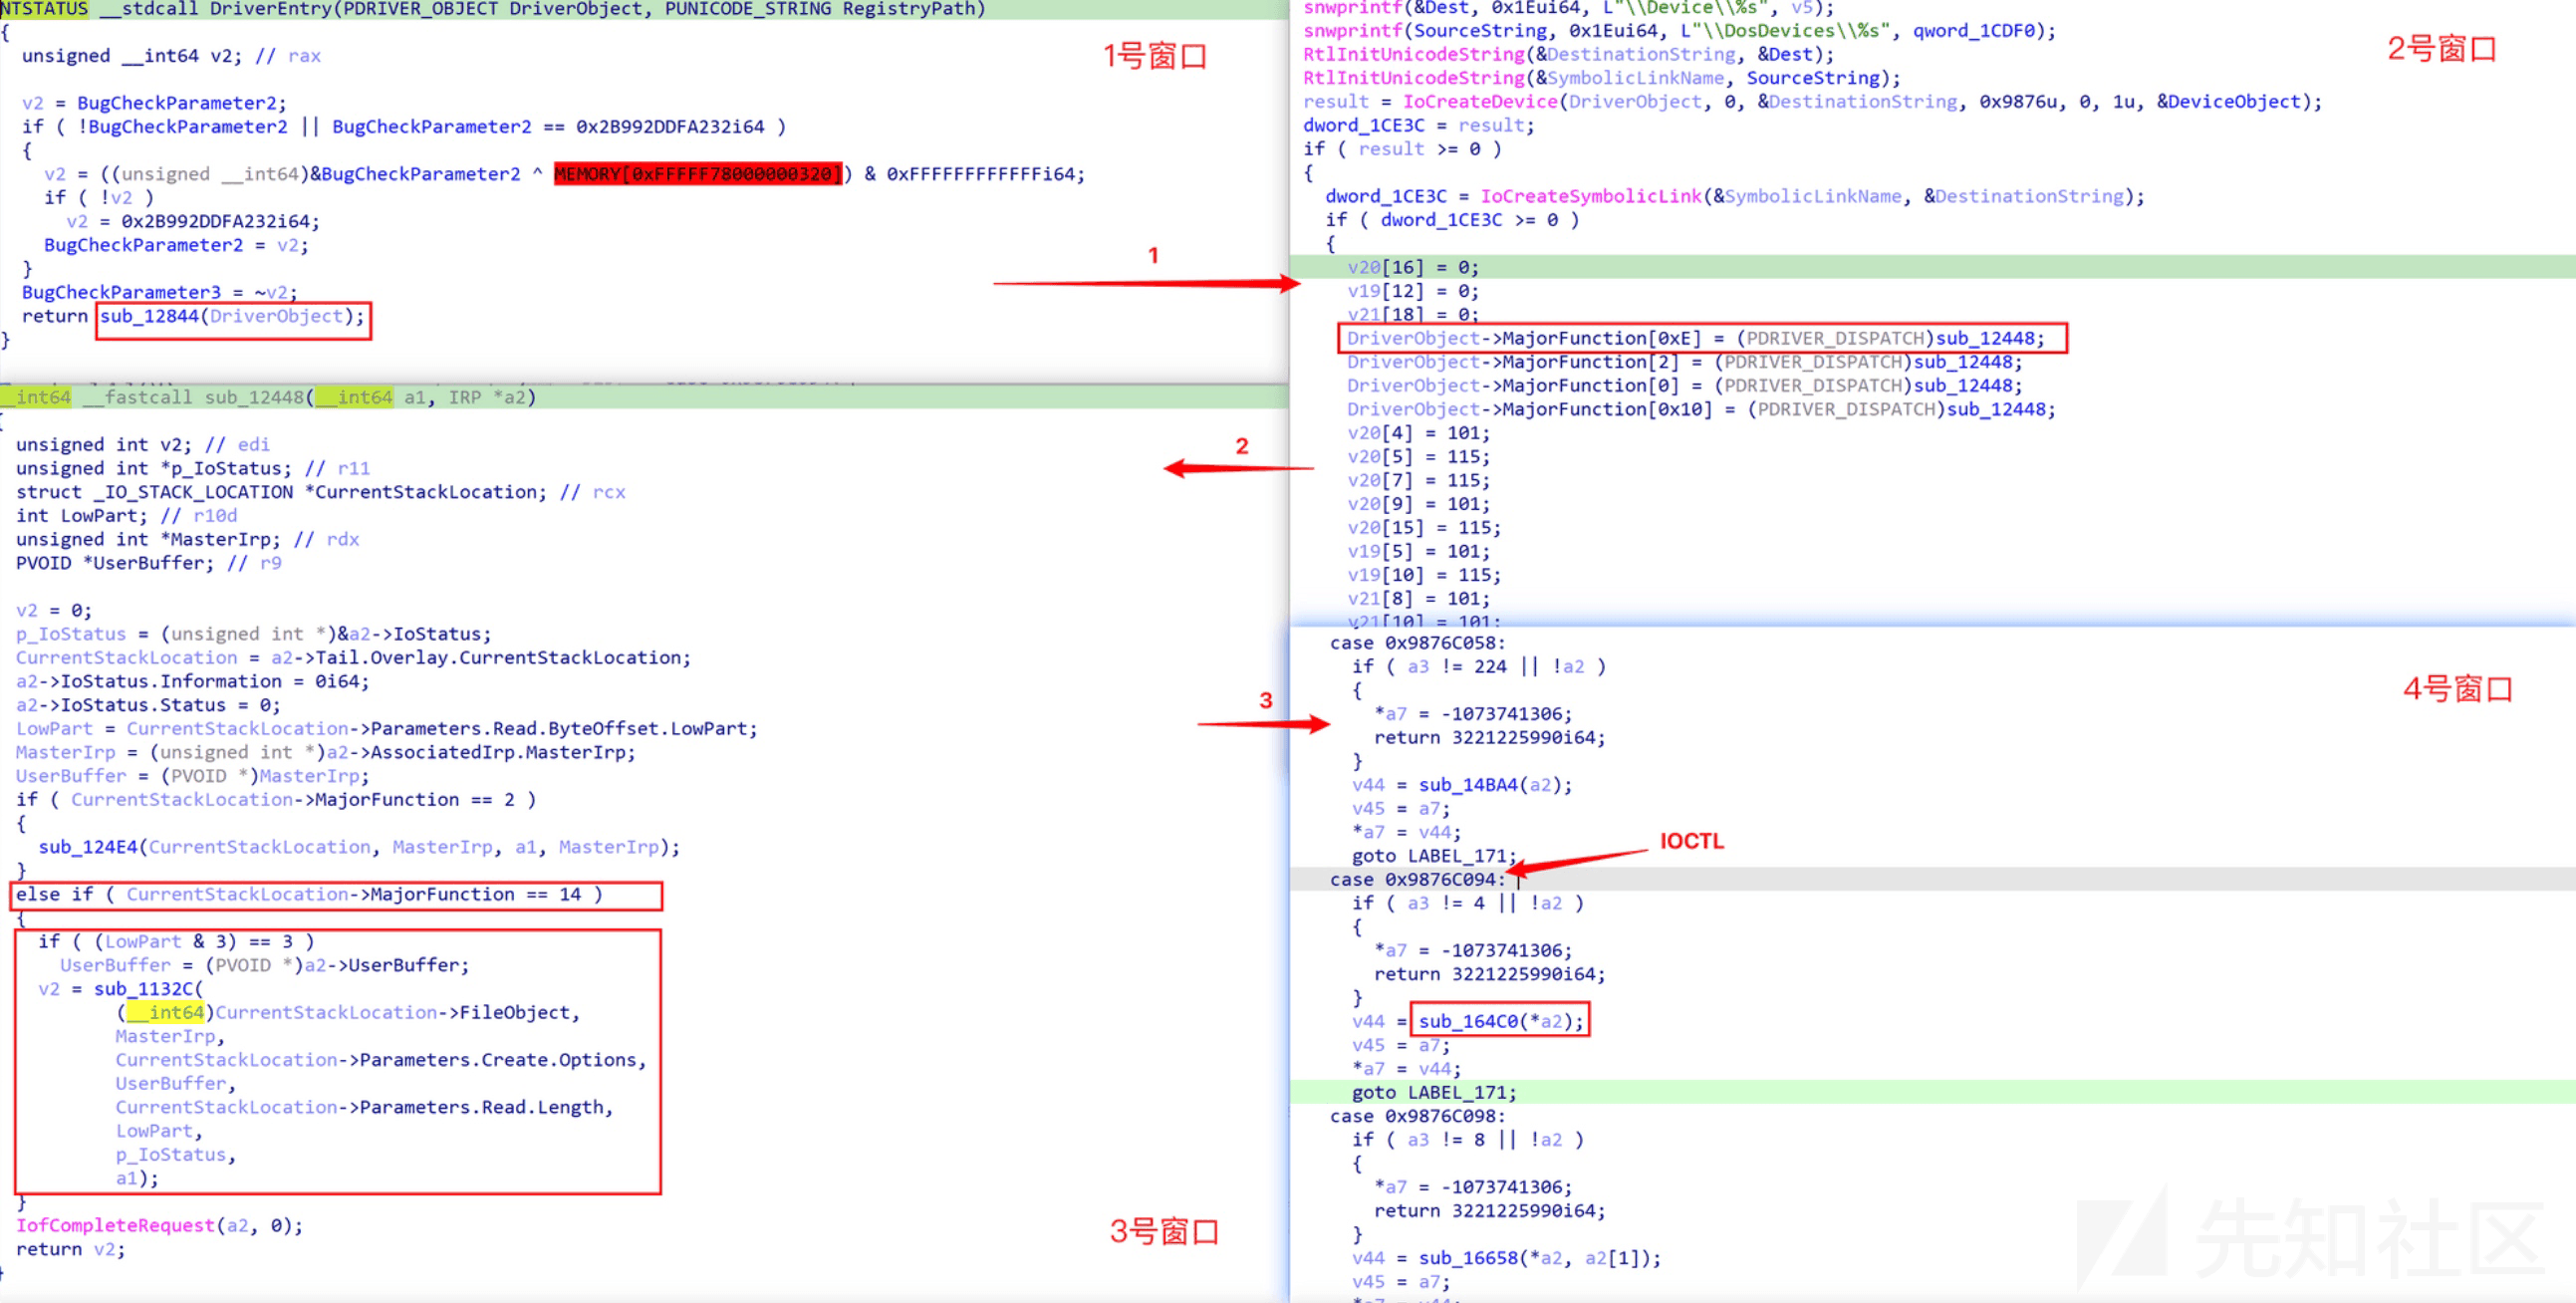 NTSTATUS __stdcall DriverEntry(PDRIVER_OBJECT DriverObject, PUNICODE_STRING RegistryPath)
{
unsigned __int64 v2; // rax
v2 = BugCheckParameter2;
if ( !BugCheckParameter2 || BugCheckParameter2 == 0x2B992DDFA232i64 )
{
v2 = ((unsigned __int64)&BugCheckParameter2 ^ MEMORY[0xFFFFF78000000320]) & 0xFFFFFFFFFFFFi64;
if ( !v2 )
v2 = 0x2B992DDFA232i64;
BugCheckParameter2 = v2;
}
BugCheckParameter3 = ~v2;
return sub_12844(DriverObject);
}
1号窗口
1
snwprintf(&Dest, 0x1Eui64, L"\\Device\\%s", v5);
snwprintf(SourceString, 0x1Eui64, L"\\DosDevices\\%s", qword_1CDF0);
RtlInitUnicodeString(&DestinationString, &Dest);
RtlInitUnicodeString(&SymbolicLinkName, SourceString);
result = IoCreateDevice(DriverObject, 0, &DestinationString, 0x9876u, 0, 1u, &DeviceObject);
dword_1CE3C = result;
if ( result >= 0 )
{
dword_1CE3C = IoCreateSymbolicLink(&SymbolicLinkName, &DestinationString);
if ( dword_1CE3C >= 0 )
{
v20[16] = 0;
v19[12] = 0;
v21[18] = 0;
DriverObject->MajorFunction[0xE] = (PDRIVER_DISPATCH)sub_12448;
DriverObject->MajorFunction[2] = (PDRIVER_DISPATCH)sub_12448;
DriverObject->MajorFunction[0] = (PDRIVER_DISPATCH)sub_12448;
DriverObject->MajorFunction[0x10] = (PDRIVER_DISPATCH)sub_12448;
v20[4] = 101;
v20[5] = 115;
v20[7] = 115;
v20[9] = 101;
v20[15] = 115;
v19[5] = 101;
v19[10] = 115;
v21[8] = 101;
v21[10] = 101;
2号窗口
2
__int64 __fastcall sub_12448(__int64 a1, IRP *a2)
{
unsigned int v2; // edi
unsigned int *p_IoStatus; // r11
struct _IO_STACK_LOCATION *CurrentStackLocation; // rcx
int LowPart; // r10d
unsigned int *MasterIrp; // rdx
PVOID *UserBuffer; // r9
v2 = 0;
p_IoStatus = (unsigned int *)&a2->IoStatus;
CurrentStackLocation = a2->Tail.Overlay.CurrentStackLocation;
a2->IoStatus.Information = 0i64;
a2->IoStatus.Status = 0;
LowPart = CurrentStackLocation->Parameters.Read.ByteOffset.LowPart;
MasterIrp = (unsigned int *)a2->AssociatedIrp.MasterIrp;
UserBuffer = (PVOID *)MasterIrp;
if ( CurrentStackLocation->MajorFunction == 2 )
{
sub_124E4(CurrentStackLocation, MasterIrp, a1, MasterIrp);
}
else if ( CurrentStackLocation->MajorFunction == 14 )
{
if ( (LowPart & 3) == 3 )
UserBuffer = (PVOID *)a2->UserBuffer;
v2 = sub_1132C(
(__int64)CurrentStackLocation->FileObject,
MasterIrp,
CurrentStackLocation->Parameters.Create.Options,
UserBuffer,
CurrentStackLocation->Parameters.Read.Length,
LowPart,
p_IoStatus,
a1);
}
IofCompleteRequest(a2, 0);
return v2;
}
3号窗口
3
case 0x9876C058:
if ( a3 != 224 || !a2 )
{
*a7 = -1073741306;
return 3221225990i64;
}
v44 = sub_14BA4(a2);
v45 = a7;
*a7 = v44;
goto LABEL_171;
case 0x9876C094:
if ( a3 != 4 || !a2 )
{
*a7 = -1073741306;
return 3221225990i64;
}
v44 = sub_164C0(*a2);
v45 = a7;
*a7 = v44;
goto LABEL_171;
case 0x9876C098:
if ( a3 != 8 || !a2 )
{
*a7 = -1073741306;
return 3221225990i64;
}
v44 = sub_16658(*a2, a2[1]);
v45 = a7;
4号窗口
IOCTL
先知社区